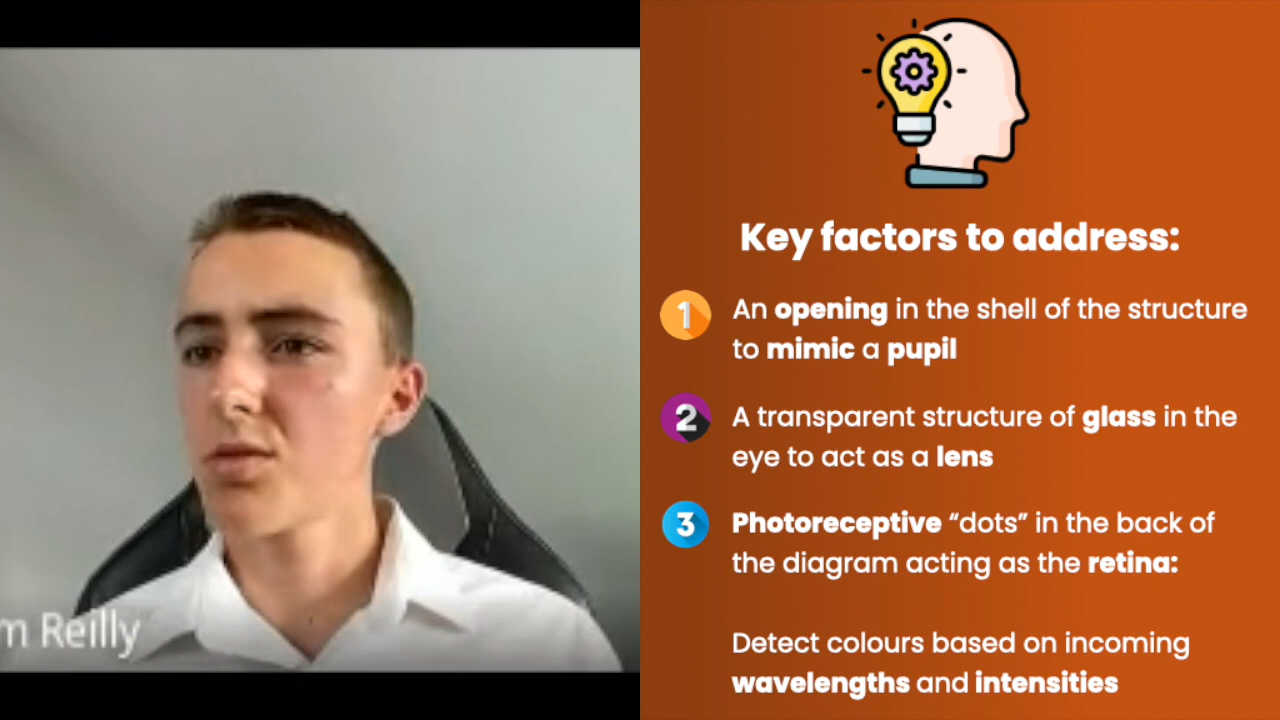 m Reilly
Key factors to address:
1 An opening in the shell of the structure
to mimic a pupil
2 A transparent structure of glass in the
eye to act as a lens
3 Photoreceptive “dots” in the back of
the diagram acting as the retina:
Detect colours based on incoming
wavelengths and intensities